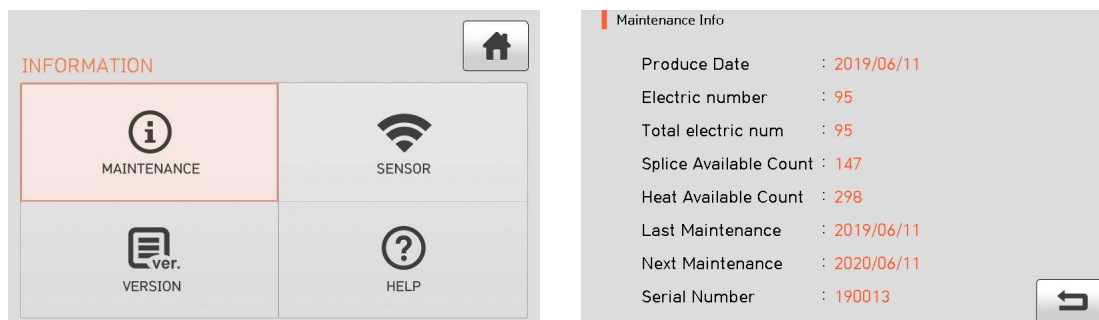 INFORMATION
MAINTENANCE
SENSOR
ver.
VERSION
HELP
Maintenance Info
Produce Date : 2019/06/11
Electric number : 95
Total electric num : 95
Splice Available Count : 147
Heat Available Count : 298
Last Maintenance : 2019/06/11
Next Maintenance : 2020/06/11
Serial Number : 190013